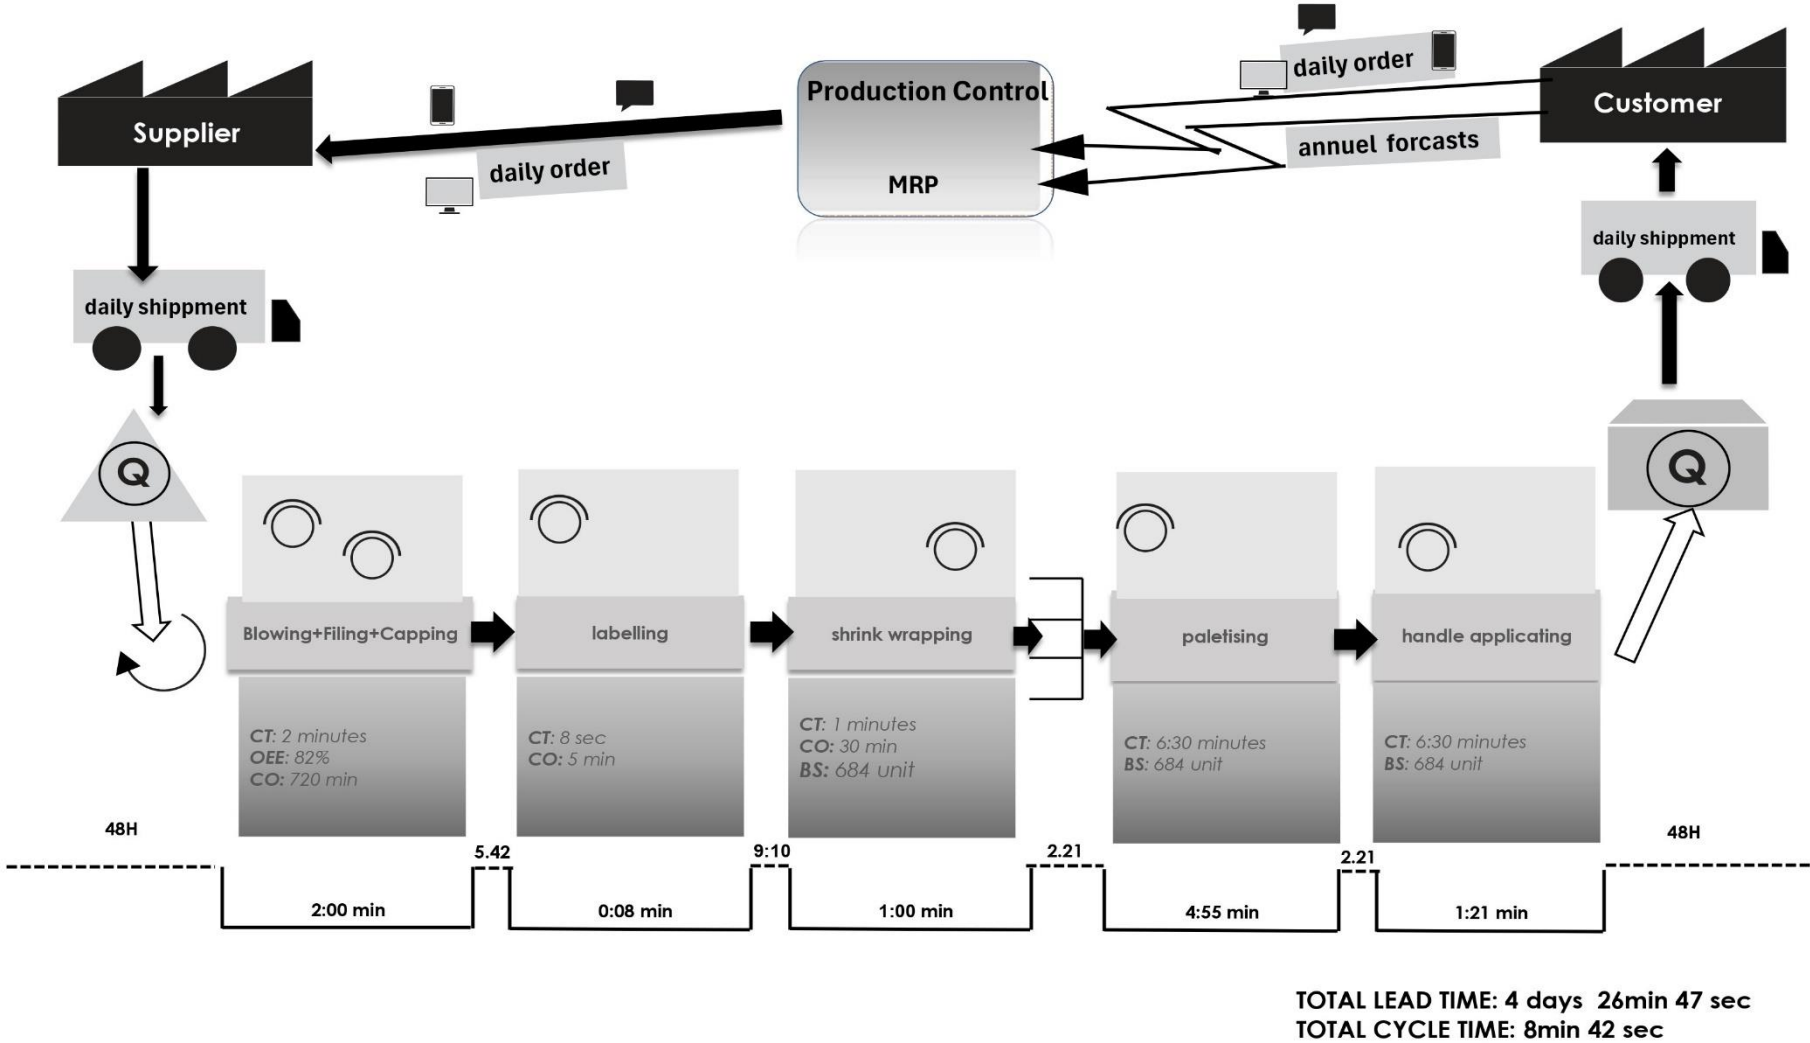 Supplier
daily order
Production Control
MRP
daily order
annuel forcasts
Customer
daily shippment
daily shippment
Q
Q
Blowing+Filing+Capping
labelling
shrink wrapping
paletising
handle applicating
CT: 2 minutes
OEE: 82%
CO: 720 min
CT: 8 sec
CO: 5 min
CT: 1 minutes
CO: 30 min
BS: 684 unit
CT: 6:30 minutes
BS: 684 unit
CT: 6:30 minutes
BS: 684 unit
48H
5.42
9:10
2.21
2.21
48H
2:00 min
0:08 min
1:00 min
4:55 min
1:21 min
TOTAL LEAD TIME: 4 days 26min 47 sec
TOTAL CYCLE TIME: 8min 42 sec